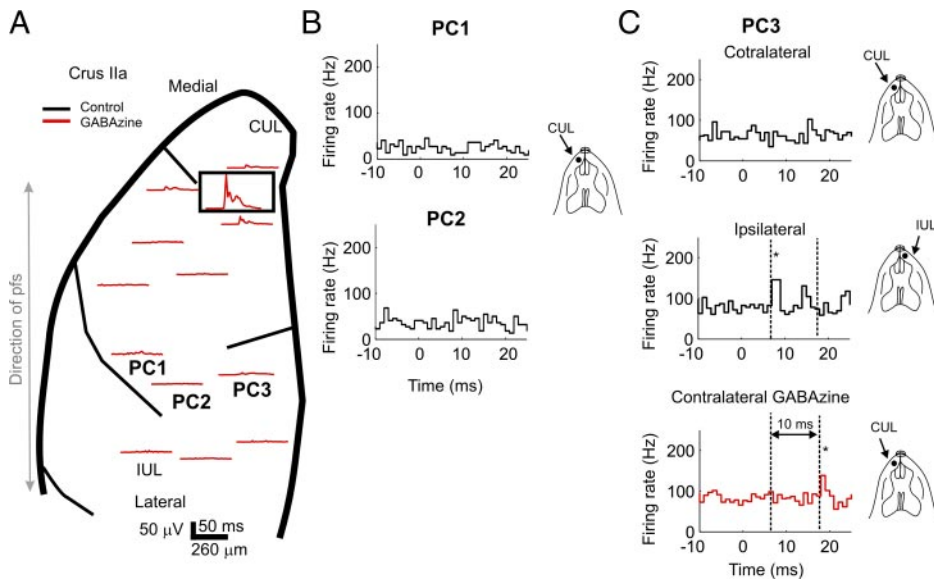 A
Crus IIa
Control
GABAzine
Medial
CUL
Direction of pfs
PC1
PC2
PC3
IUL
Lateral
50 µV
50 ms
260 µm
B
PC1
Firing rate (Hz)
200
100
0
-10 0 10 20
CUL
PC2
Firing rate (Hz)
200
100
0
-10 0 10 20
Time (ms)
C
PC3
Cotralateral
Firing rate (Hz)
200
100
0
-10 0 10 20
CUL
Ipsilateral
Firing rate (Hz)
200
100
0
*
-10 0 10 20
IUL
Contralateral GABAzine
Firing rate (Hz)
200
100
0
10 ms
*
-10 0 10 20
Time (ms)
CUL